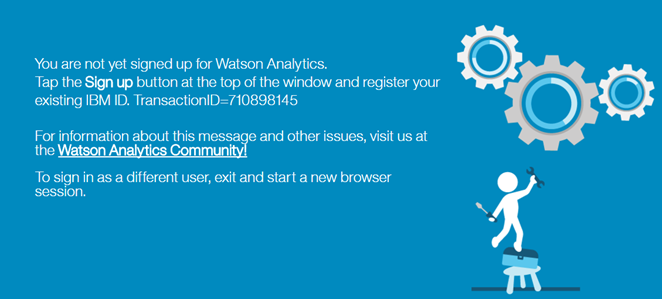 You are not yet signed up for Watson Analytics.
Tap the Sign up button at the top of the window and register your
existing IBM ID. TransactionID=710898145
For information about this message and other issues, visit us at
the Watson Analytics Community!
To sign in as a different user, exit and start a new browser
session.